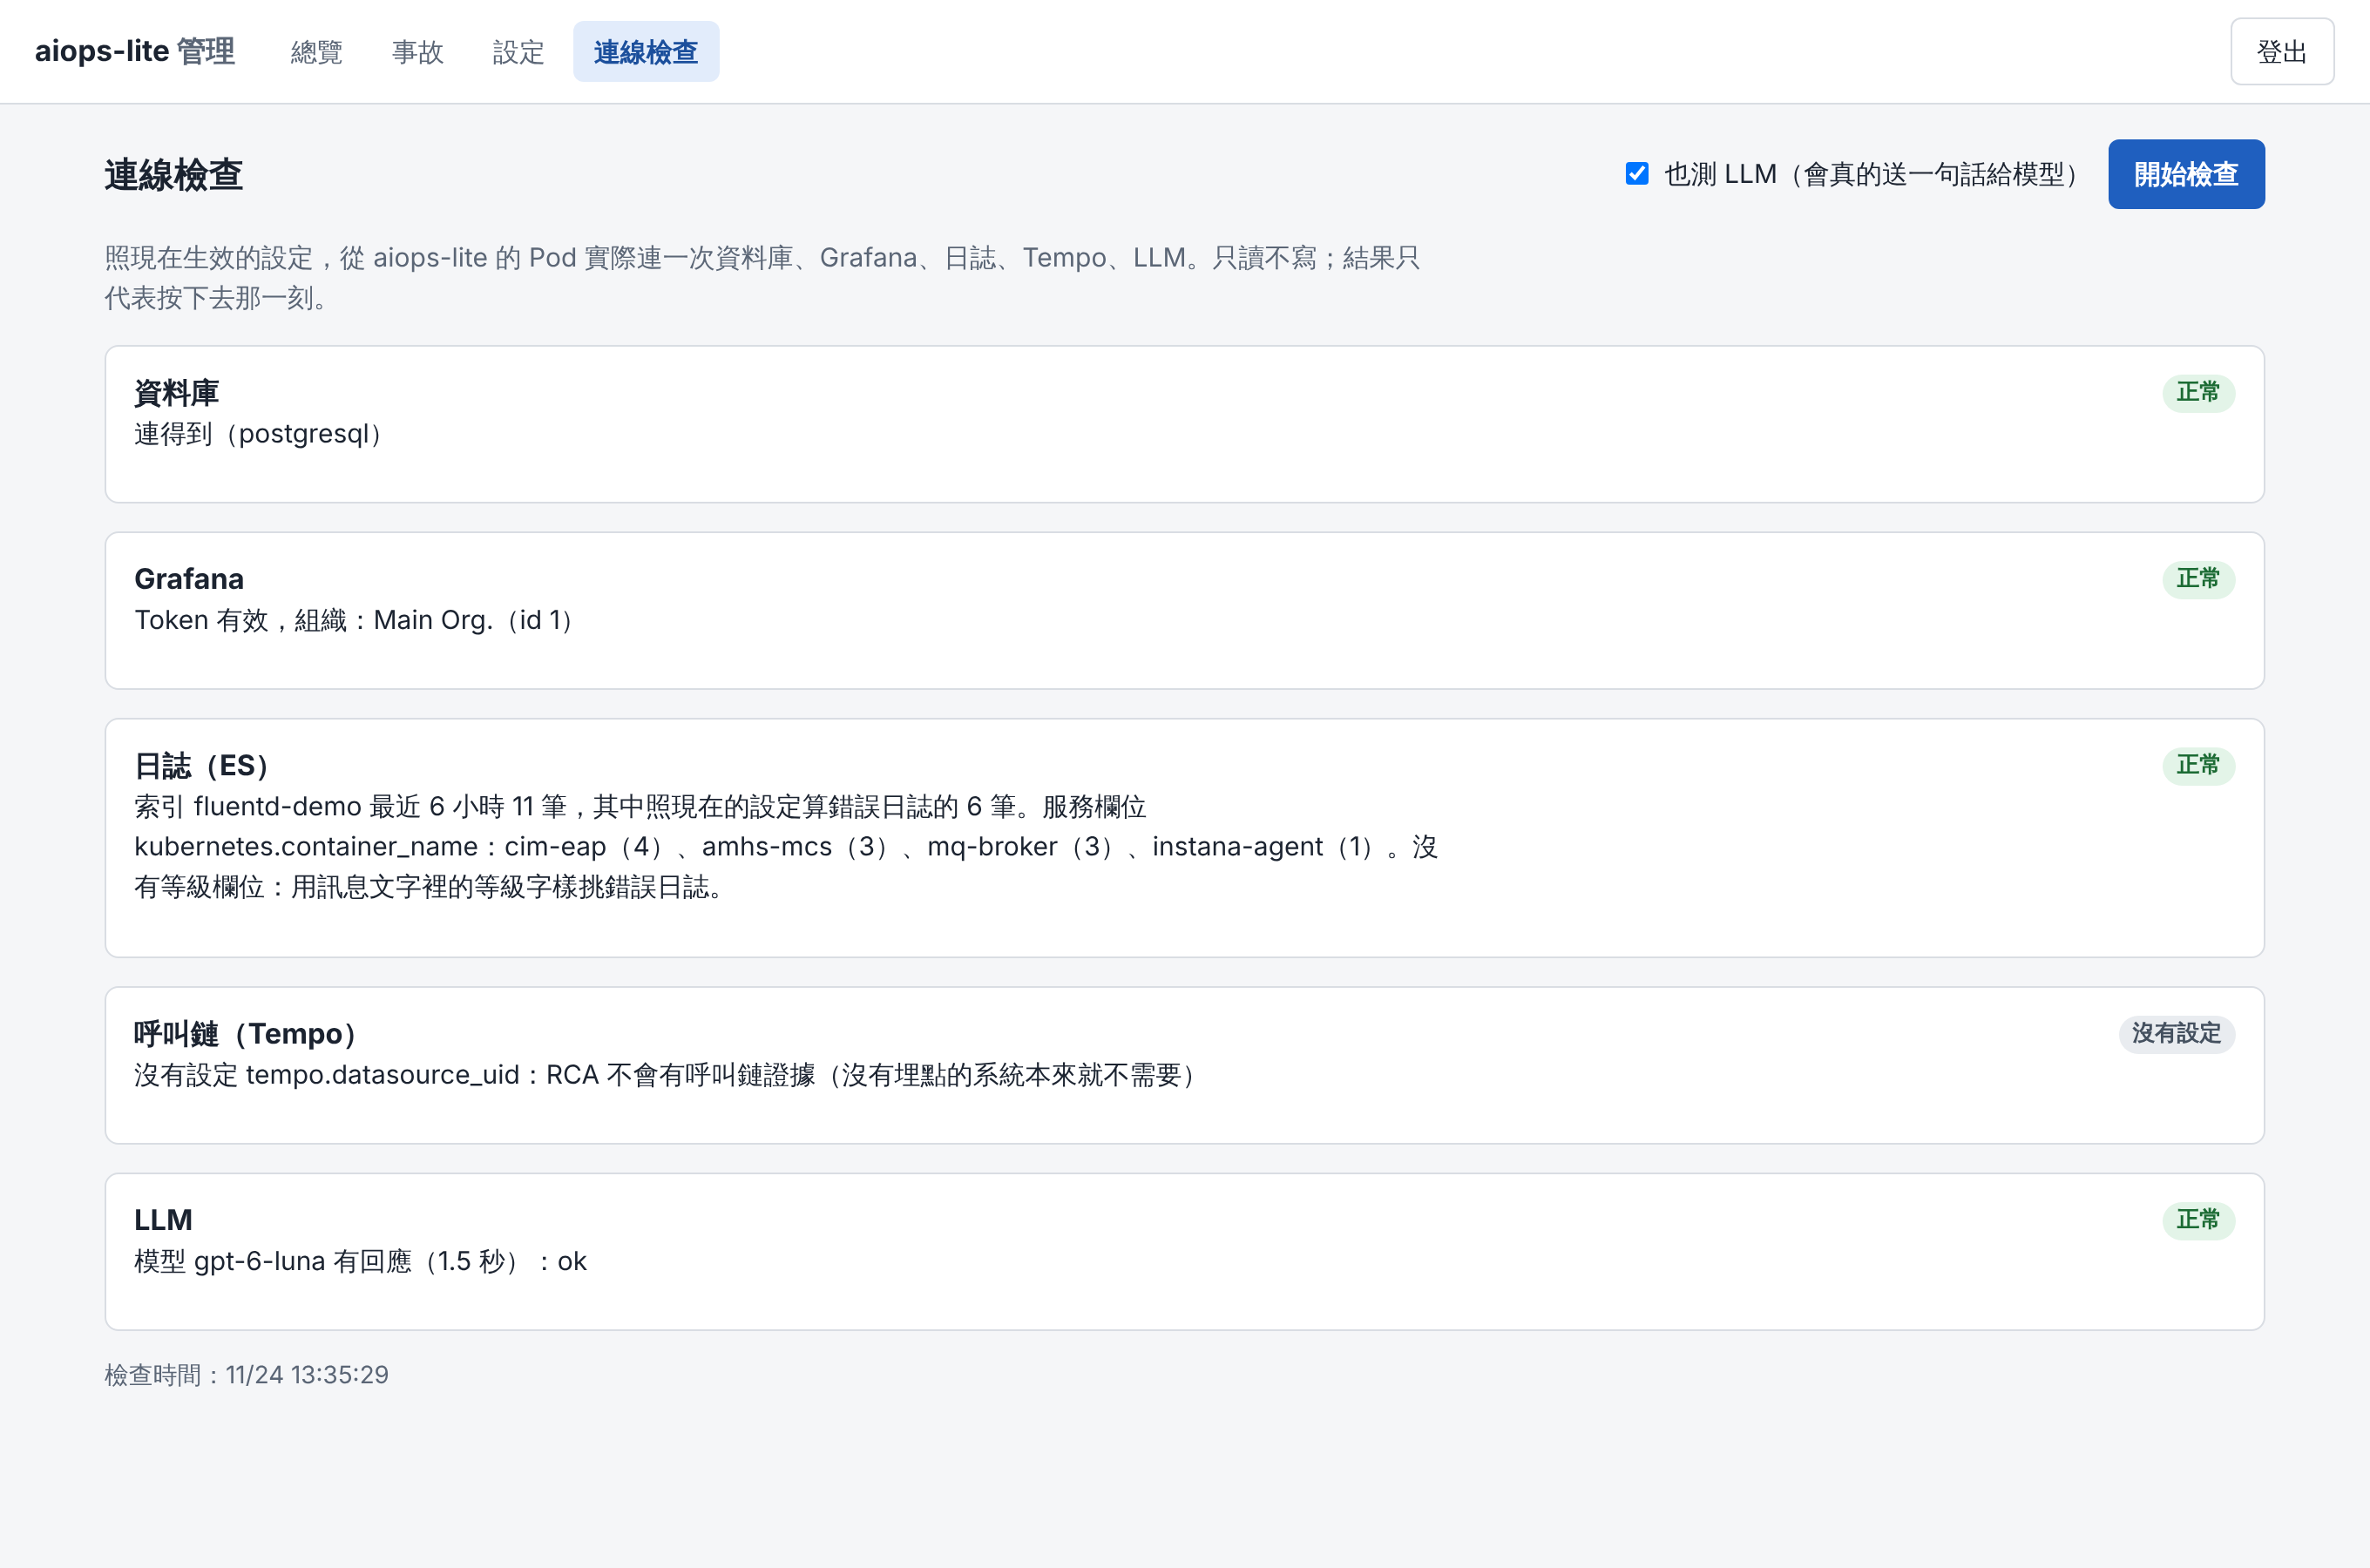 aiops-lite 管理
總覽
事故
設定
連線檢查
登出
連線檢查
也測 LLM（會真的送一句話給模型）
開始檢查
照現在生效的設定，從 aiops-lite 的 Pod 實際連一次資料庫、Grafana、日誌、Tempo、LLM。只讀不寫；結果只
代表按下去那一刻。
資料庫
正常
連得到（postgresql）
Grafana
正常
Token 有效，組織：Main Org.（id 1）
日誌（ES）
正常
索引 fluentd-demo 最近 6 小時 11 筆，其中照現在的設定算錯誤日誌的 6 筆。服務欄位
kubernetes.container_name：cim-eap（4）、amhs-mcs（3）、mq-broker（3）、instana-agent（1）。沒
有等級欄位：用訊息文字裡的等級字樣挑錯誤日誌。
呼叫鏈（Tempo）
沒有設定
沒有設定 tempo.datasource_uid：RCA 不會有呼叫鏈證據（沒有埋點的系統本來就不需要）
LLM
正常
模型 gpt-6-luna 有回應（1.5 秒）：ok
檢查時間：11/24 13:35:29